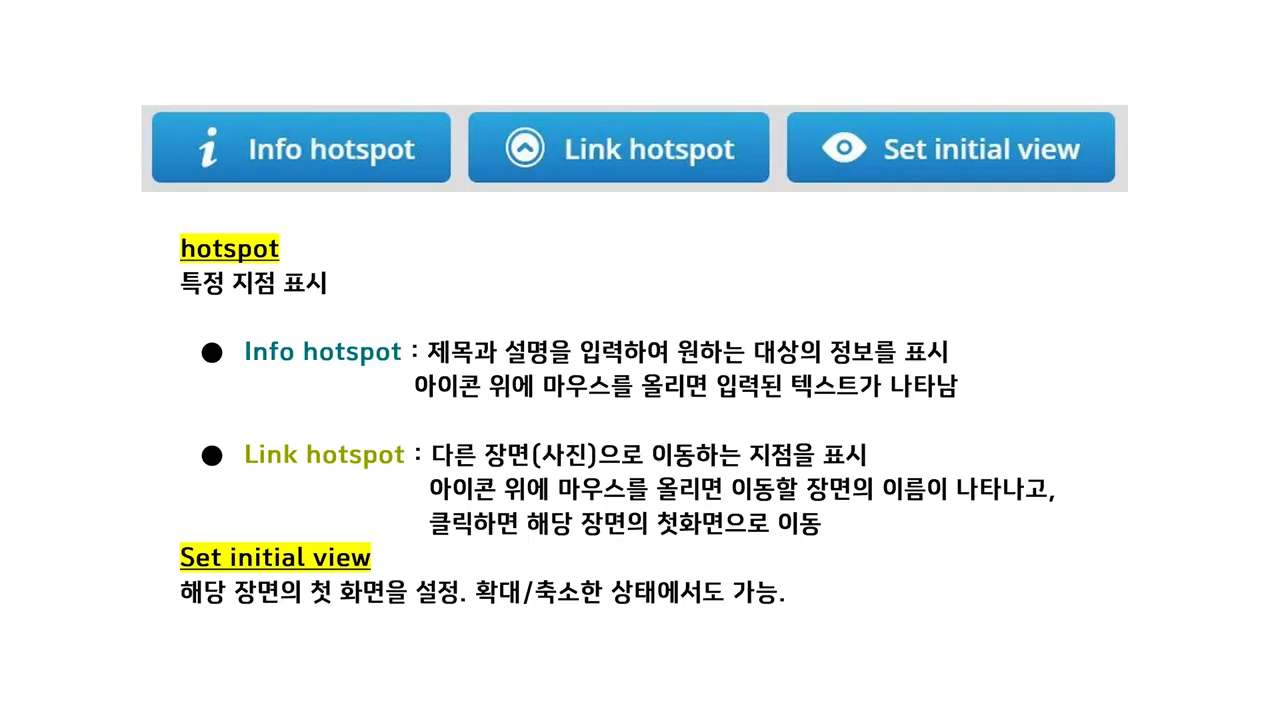 Info hotspot
Link hotspot
Set initial view
hotspot
특정 지점 표시
● Info hotspot : 제목과 설명을 입력하여 원하는 대상의 정보를 표시
아이콘 위에 마우스를 올리면 입력된 텍스트가 나타남
● Link hotspot : 다른 장면(사진)으로 이동하는 지점을 표시
아이콘 위에 마우스를 올리면 이동할 장면의 이름이 나타나고,
클릭하면 해당 장면의 첫화면으로 이동
Set initial view
해당 장면의 첫 화면을 설정. 확대/축소한 상태에서도 가능.